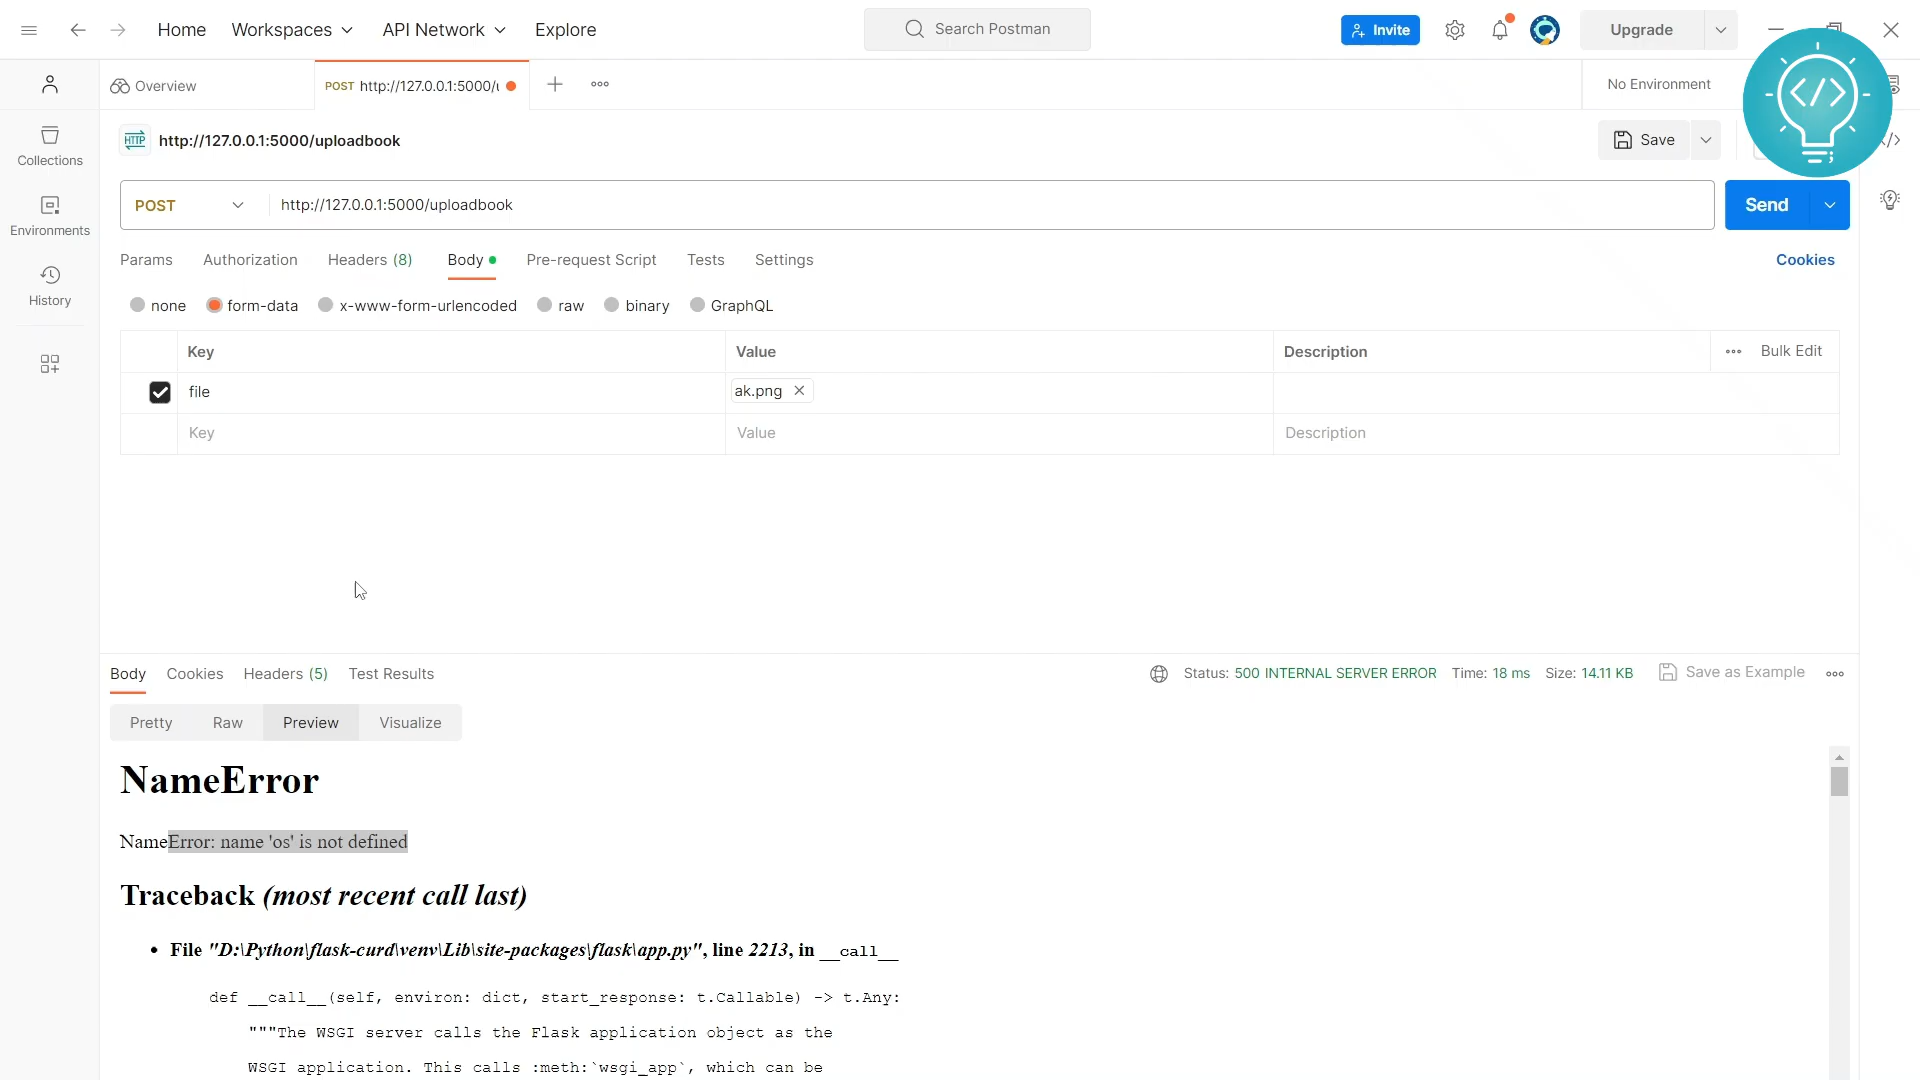 Home Workspaces API Network Explore Search Postman Invite Upgrade
Overview POST http://127.0.0.1:5000/ No Environment
HTTP http://127.0.0.1:5000/uploadbook Save
</>
Collections
Environments
History
POST http://127.0.0.1:5000/uploadbook Send
Params Authorization Headers (8) Body Pre-request Script Tests Settings Cookies
none form-data x-www-form-urlencoded raw binary GraphQL
Key Value Description Bulk Edit
file ak.png
Key Value Description
Body Cookies Headers (5) Test Results Status: 500 INTERNAL SERVER ERROR Time: 18 ms Size: 14.11 KB Save as Example
Pretty Raw Preview Visualize
NameError
NameError: name 'os' is not defined
Traceback (most recent call last)
• File "D:\Python\flask-curd\venv\Lib\site-packages\flask\app.py", line 2213, in __call__
def __call__(self, environ: dict, start_response: t.Callable) -> t.Any:
"""The WSGI server calls the Flask application object as the
WSGI application. This calls :meth:`wsgi_app`, which can be